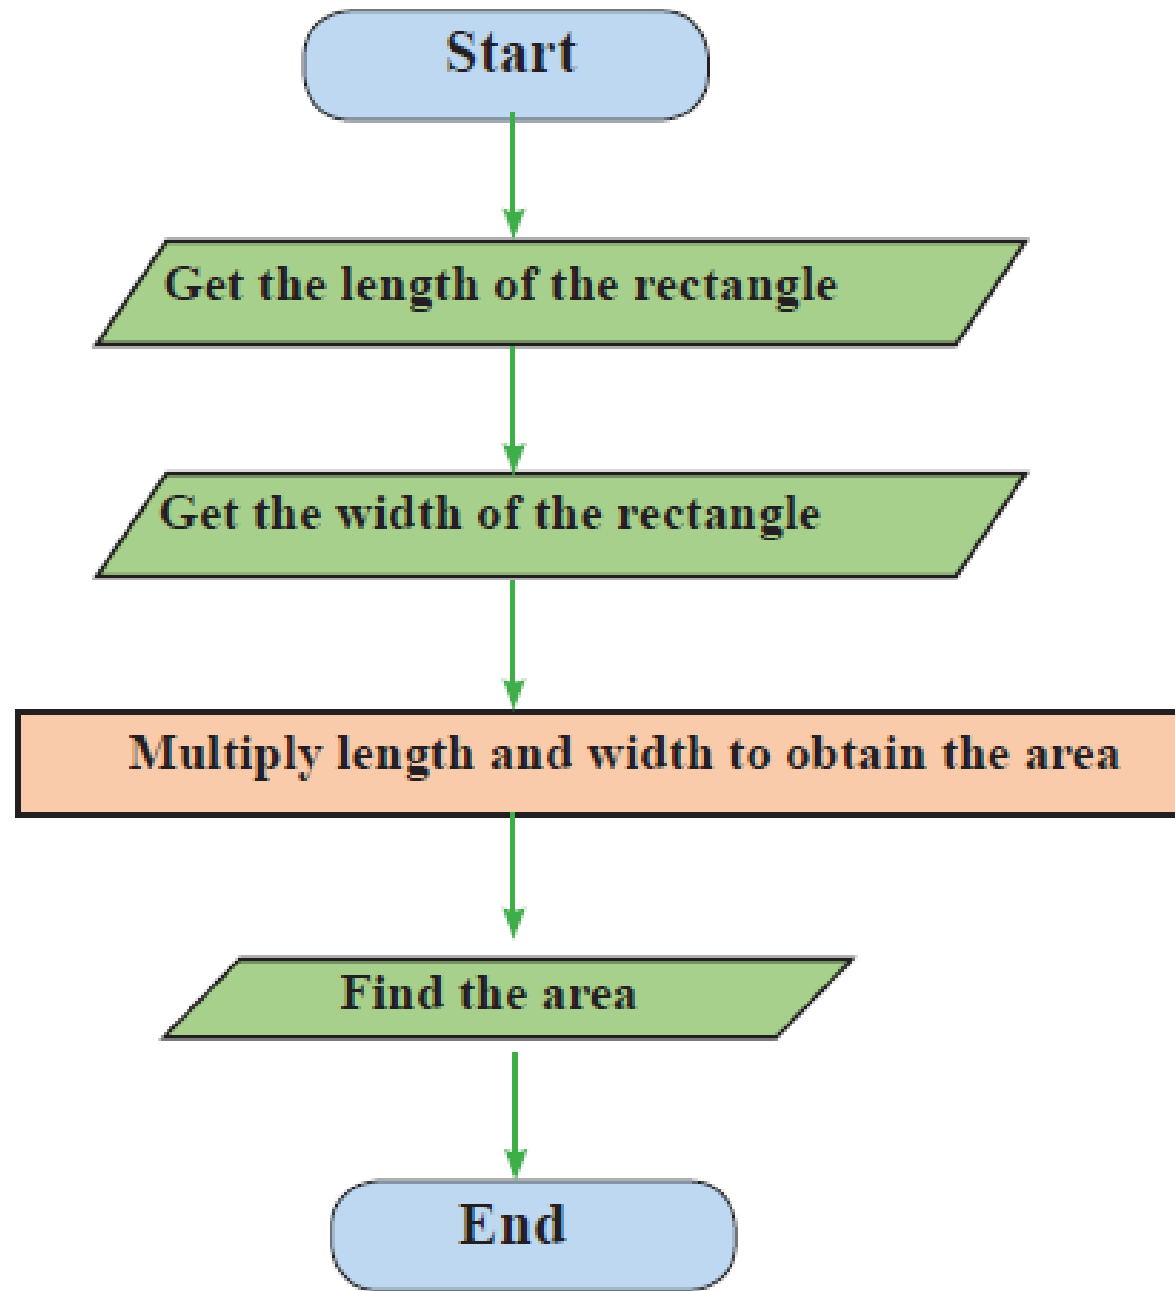 Start
Get the length of the rectangle
Get the width of the rectangle
Multiply length and width to obtain the area
Find the area
End